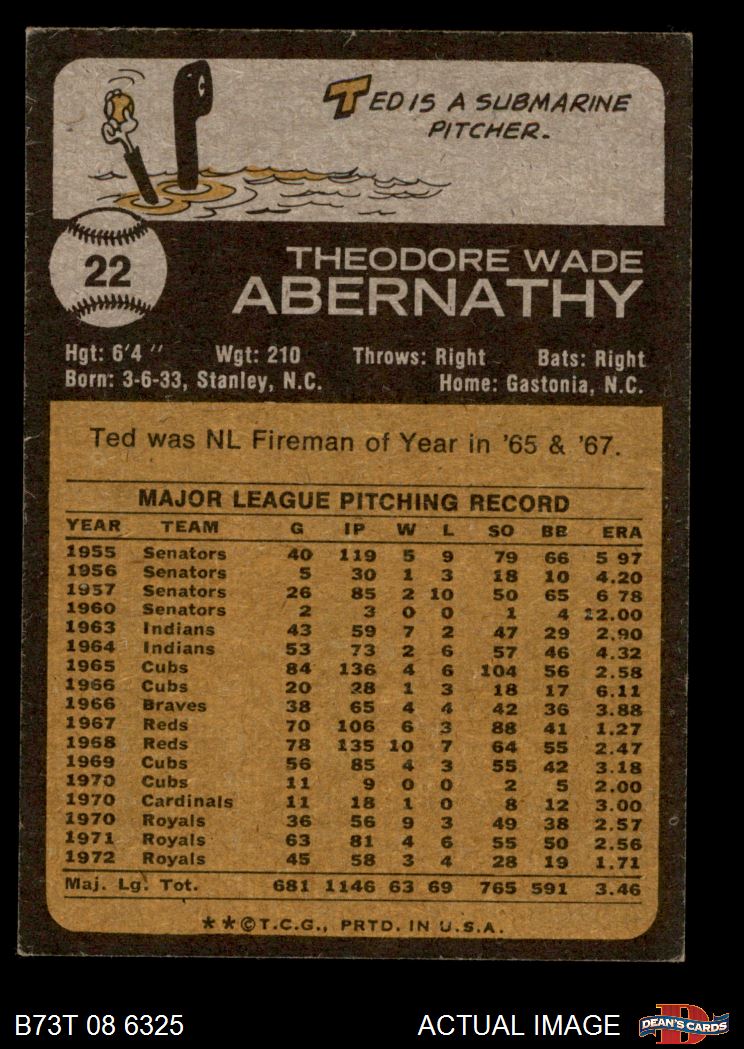 TED IS A SUBMARINE
PITCHER.
22
THEODORE WADE
ABERNATHY
Hgt: 6'4 " Wgt: 210 Throws: Right Bats: Right
Born: 3-6-33, Stanley, N.C. Home: Gastonia, N.C.
Ted was NL Fireman of Year in '65 & '67.
MAJOR LEAGUE PITCHING RECORD
YEAR TEAM G IP W L SO BB ERA
1955 Senators 40 119 5 9 79 66 5 97
1956 Senators 5 30 1 3 18 10 4.20
1957 Senators 26 85 2 10 50 65 6 78
1960 Senators 2 3 0 0 1 4 12.00
1963 Indians 43 59 7 2 47 29 2.90
1964 Indians 53 73 2 6 57 46 4.32
1965 Cubs 84 136 4 6 104 56 2.58
1966 Cubs 20 28 1 3 18 17 6.11
1966 Braves 38 65 4 4 42 36 3.88
1967 Reds 70 106 6 3 88 41 1.27
1968 Reds 78 135 10 7 64 55 2.47
1969 Cubs 56 85 4 3 55 42 3.18
1970 Cubs 11 9 0 0 2 5 2.00
1970 Cardinals 11 18 1 0 8 12 3.00
1970 Royals 36 56 9 3 49 38 2.57
1971 Royals 63 81 4 6 55 50 2.56
1972 Royals 45 58 3 4 28 19 1.71
Maj. Lg. Tot. 681 1146 63 69 765 591 3.46
**©T.C.G., PRTD. IN U.S.A.
B73T 08 6325 ACTUAL IMAGE D DEAN'S CARDS